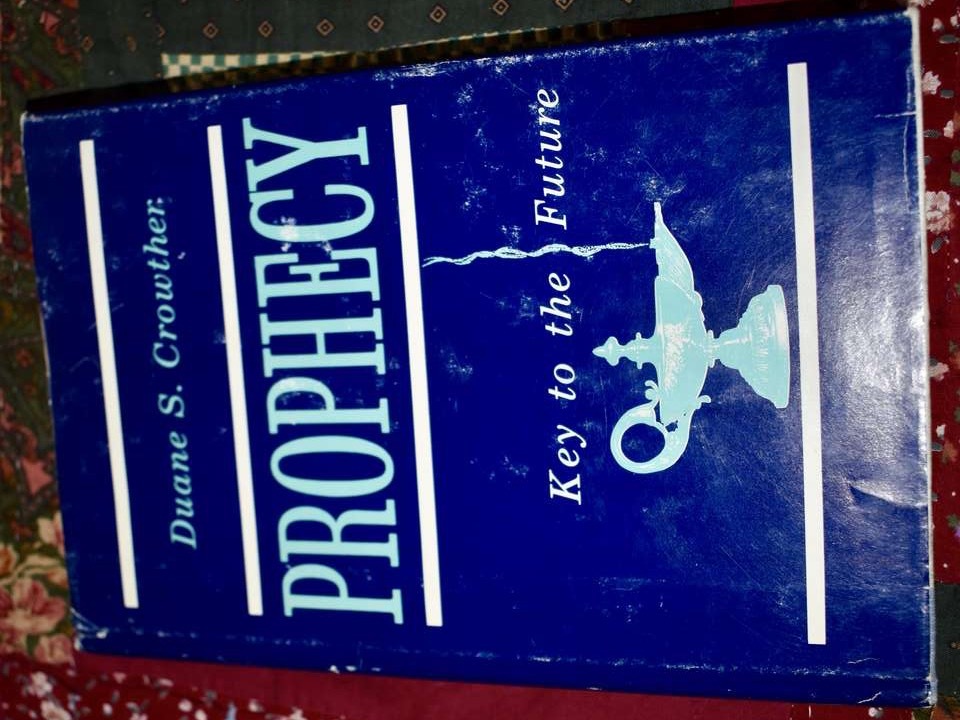 Duane S. Crowther
PROPHECY
Key to the Future